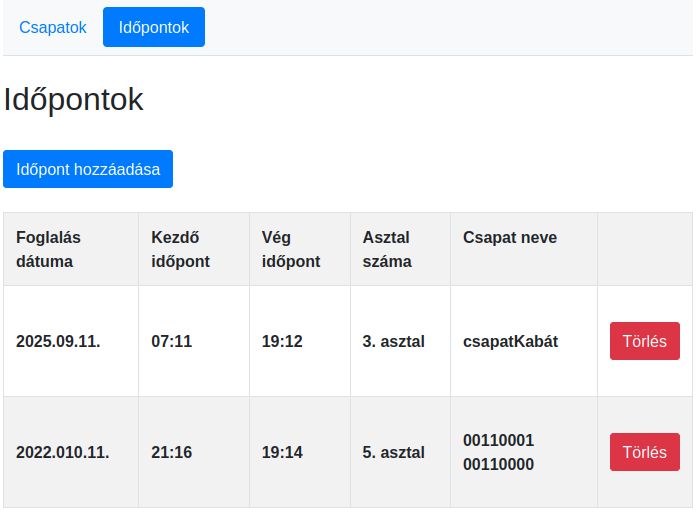 Csapatok Időpontok
Időpontok
Időpont hozzáadása
Foglalás Kezdő Vég Asztal Csapat neve
dátuma időpont időpont száma
2025.09.11. 07:11 19:12 3. asztal csapatKabát Törlés
00110001
2022.010.11. 21:16 19:14 5. asztal Törlés
00110000